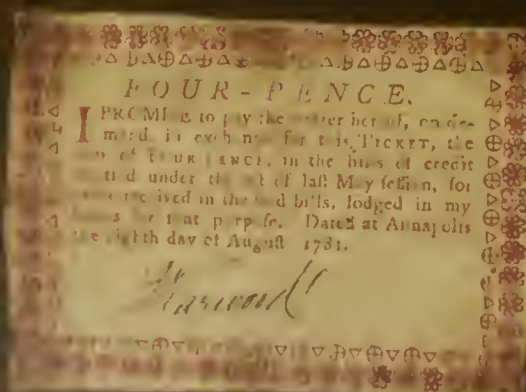 FOUR-PENCE.
I PROMISE to pay the bearer hereof, on de-
mand, in exchange for this TICKET, the
of FOUR PENCE, in the bills of credit
under the act of laſt May ſeſſion, for
received in the ſaid bills, lodged in my
for that purpoſe. Dated at Annapolis
the eighth day of Auguſt 1781.
Harwood